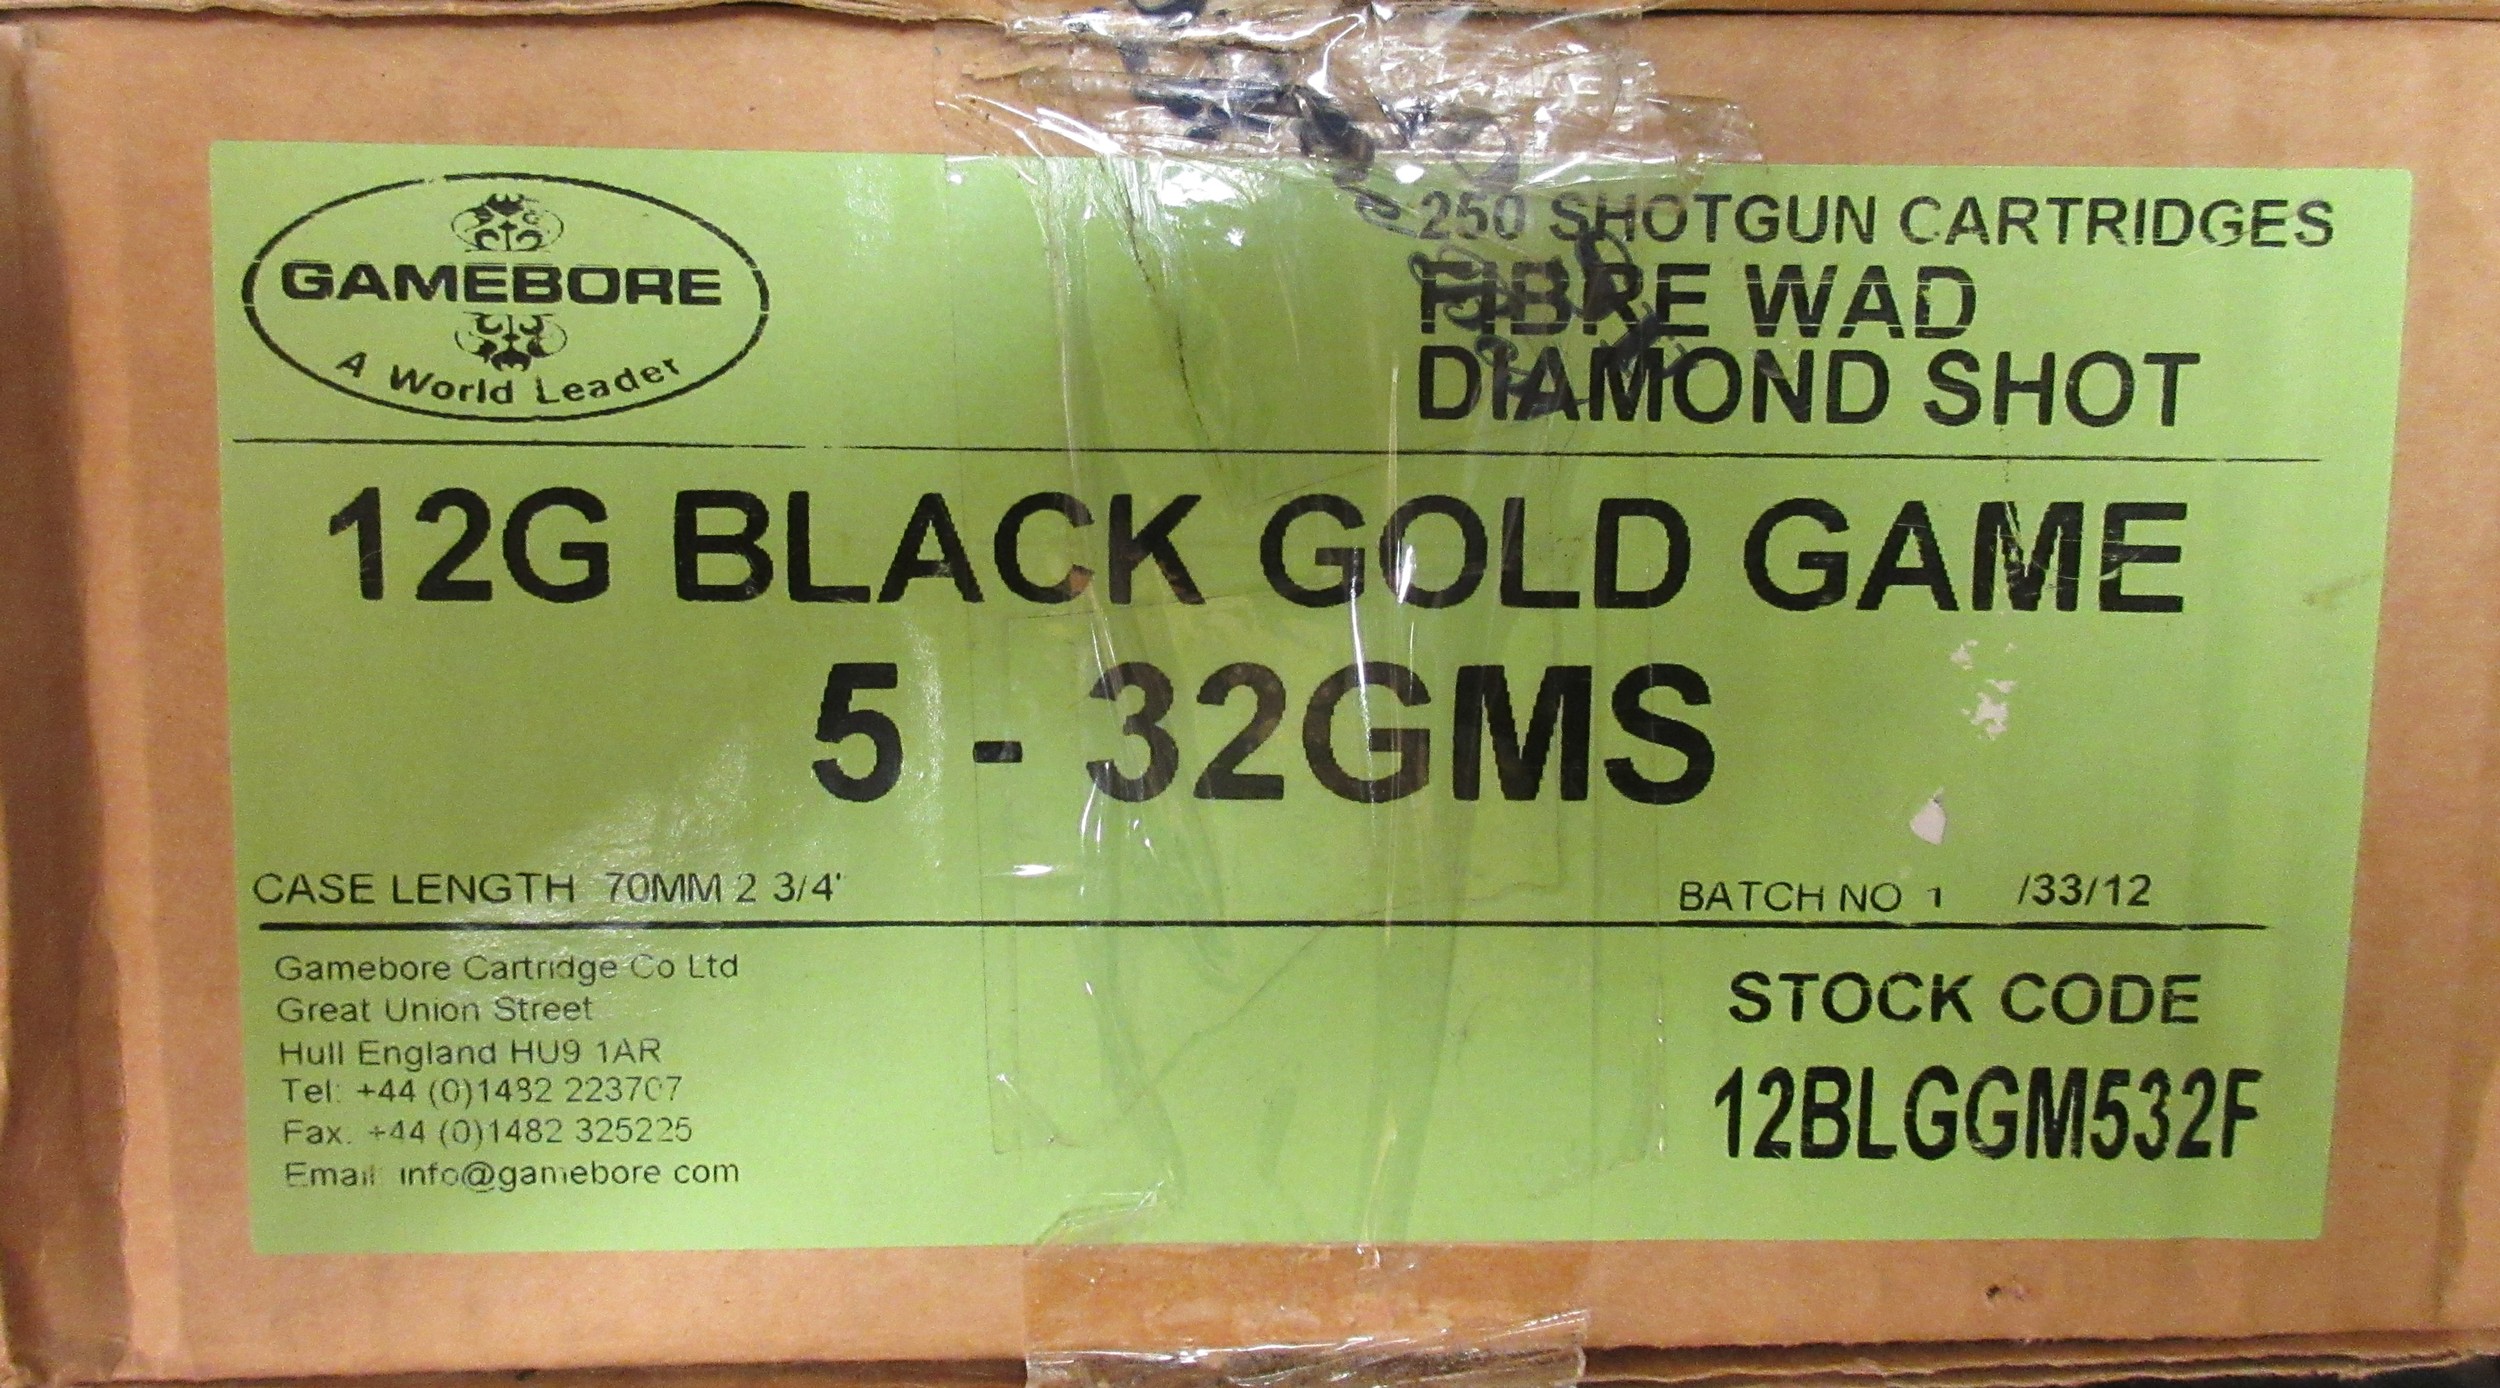 GAMEBORE
A World Leader
250 SHOTGUN CARTRIDGES
FIBRE WAD
DIAMOND SHOT
12G BLACK GOLD GAME
5 - 32GMS
CASE LENGTH 70MM 2 3/4'
BATCH NO 1 /33/12
Gamebore Cartridge Co Ltd
Great Union Street
Hull England HU9 1AR
Tel: +44 (0)1482 223707
Fax. +44 (0)1482 325225
Email: info@gamebore com
STOCK CODE
12BLGGM532F